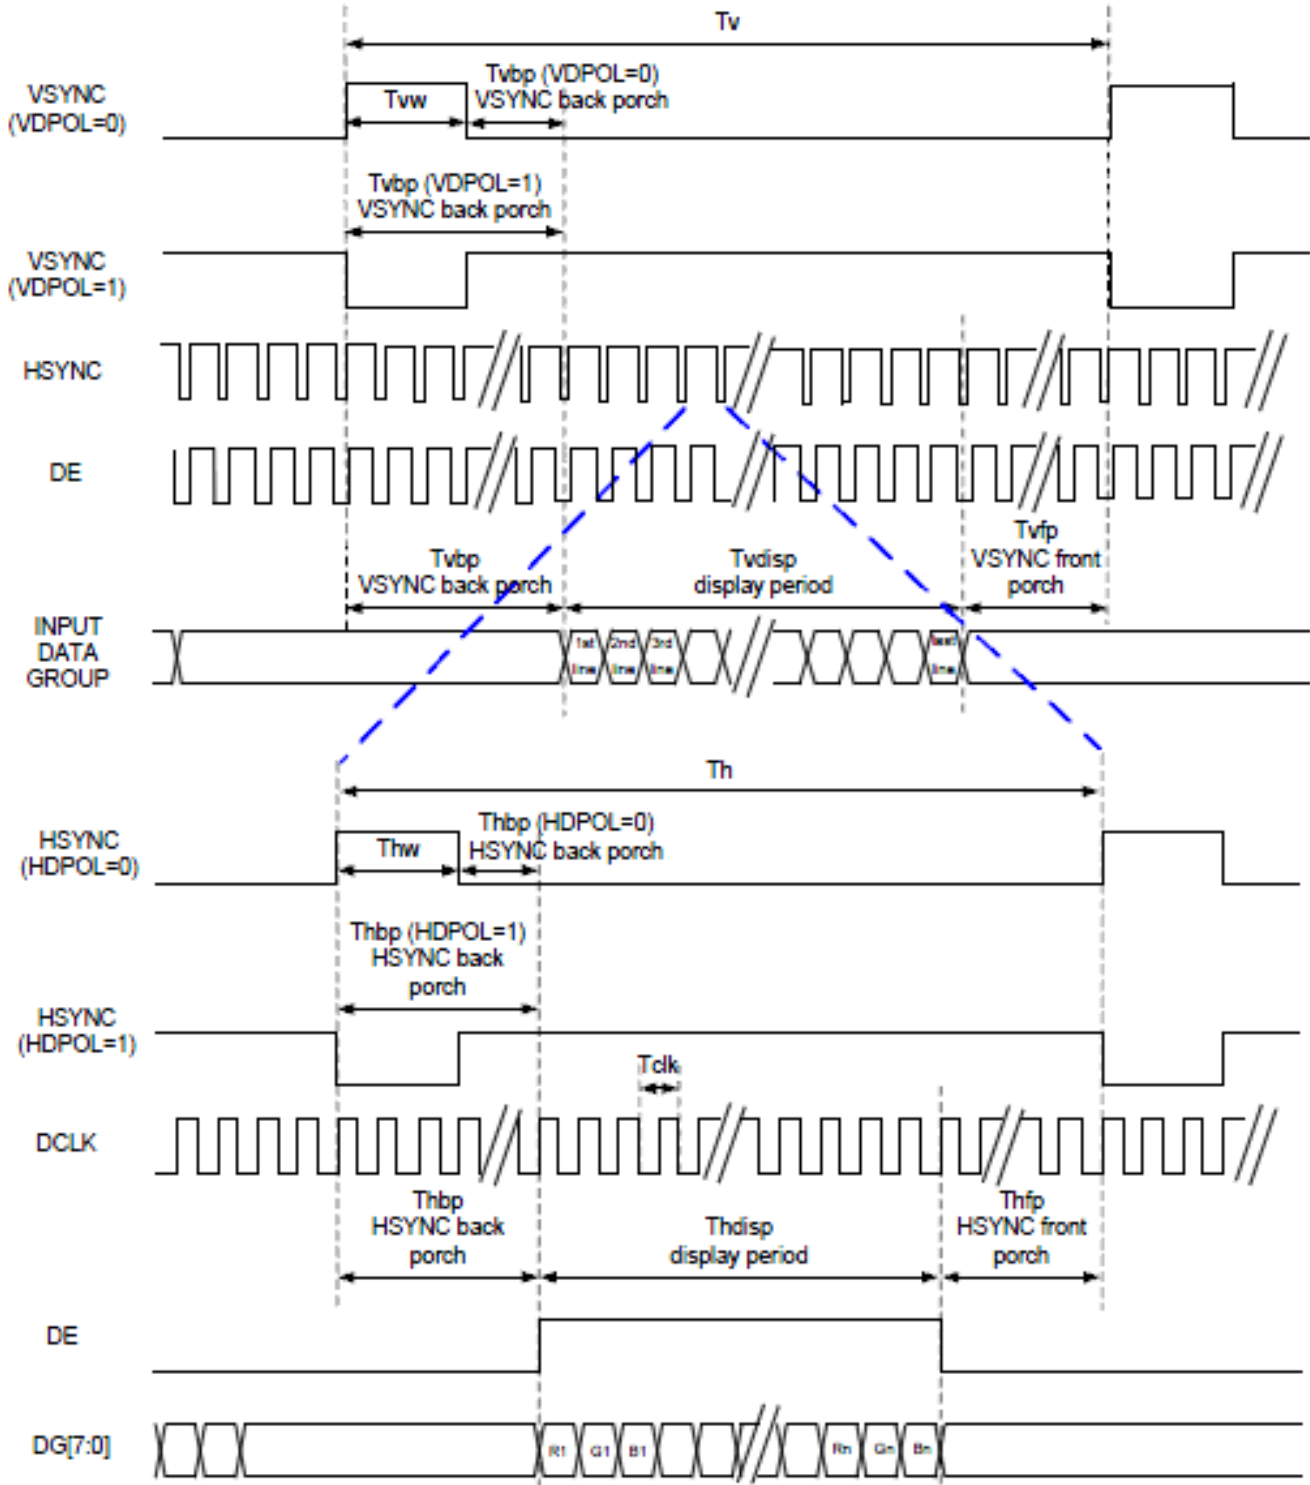 Tv
VSYNC
(VDPOL=0)
Tvw
Tvbp (VDPOL=0)
VSYNC back porch
Tvbp (VDPOL=1)
VSYNC back porch
VSYNC
(VDPOL=1)
HSYNC
DE
Tvbp
VSYNC back porch
Tvdisp
display period
Tvfp
VSYNC front
porch
INPUT
DATA
GROUP
1st
line
2nd
line
3rd
line
last
line
Th
HSYNC
(HDPOL=0)
Thw
Thbp (HDPOL=0)
HSYNC back porch
Thbp (HDPOL=1)
HSYNC back
porch
HSYNC
(HDPOL=1)
Tclk
DCLK
Thbp
HSYNC back
porch
Thdisp
display period
Thfp
HSYNC front
porch
DE
DG[7:0]
R1
G1
B1
Rn
Gn
Bn